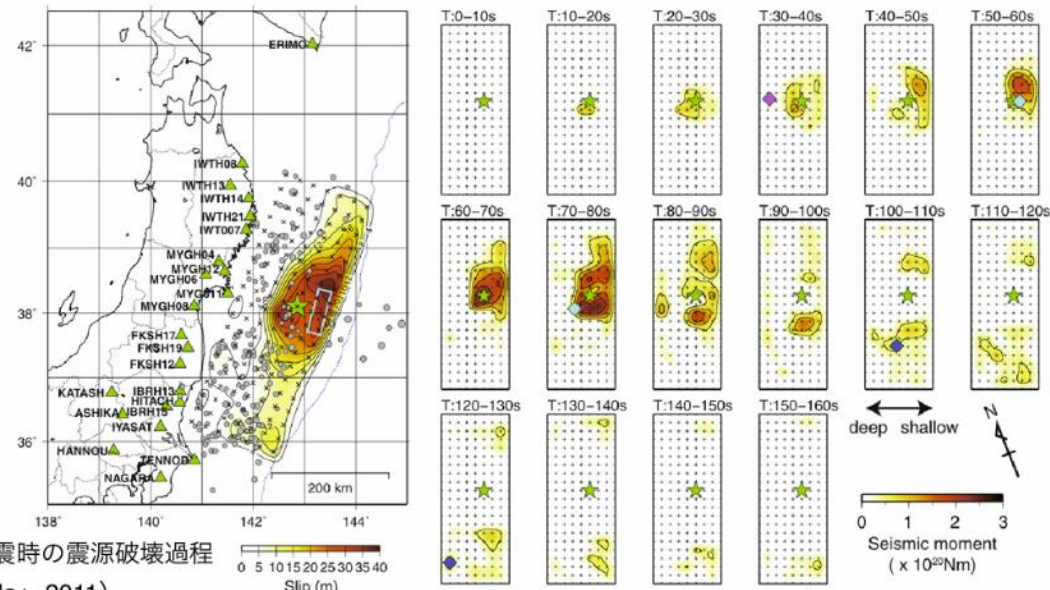 42°
40°
38°
36°
138°
140°
142°
144°
ERIMO
IWTH08
IWTH13
IWTH14
IWTH21
IWT007
MYGH04
MYGH12
MYGH06
MYG011
MYGH08
FKSH17
FKSH19
FKSH12
KATASH
IBRH13
HITACH
ASHIKA
IBRH15
IYASAT
HANNOU
TENNOD
NAGARA
200 km
震時の震源破壊過程
2011）
0 5 10 15 20 25 30 35 40
Slip (m)
T:0−10s
T:10−20s
T:20−30s
T:30−40s
T:40−50s
T:50−60s
T:60−70s
T:70−80s
T:80−90s
T:90−100s
T:100−110s
T:110−120s
T:120−130s
T:130−140s
T:140−150s
T:150−160s
deep shallow
N
0 1 2 3
Seismic moment
( x 10²⁰Nm)